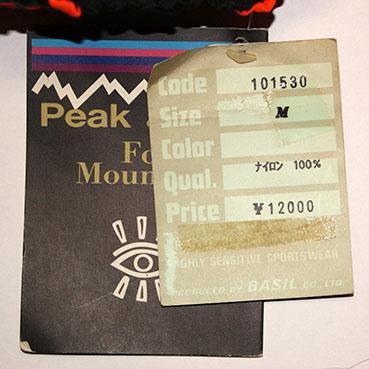 Peak
Fo
Moun
Code 101530
Size M
Color
Qual. ナイロン 100%
Price ¥12000
HIGHLY SENSITIVE SPORTSWEAR
PRODUCED BY BASIL CO., LTD